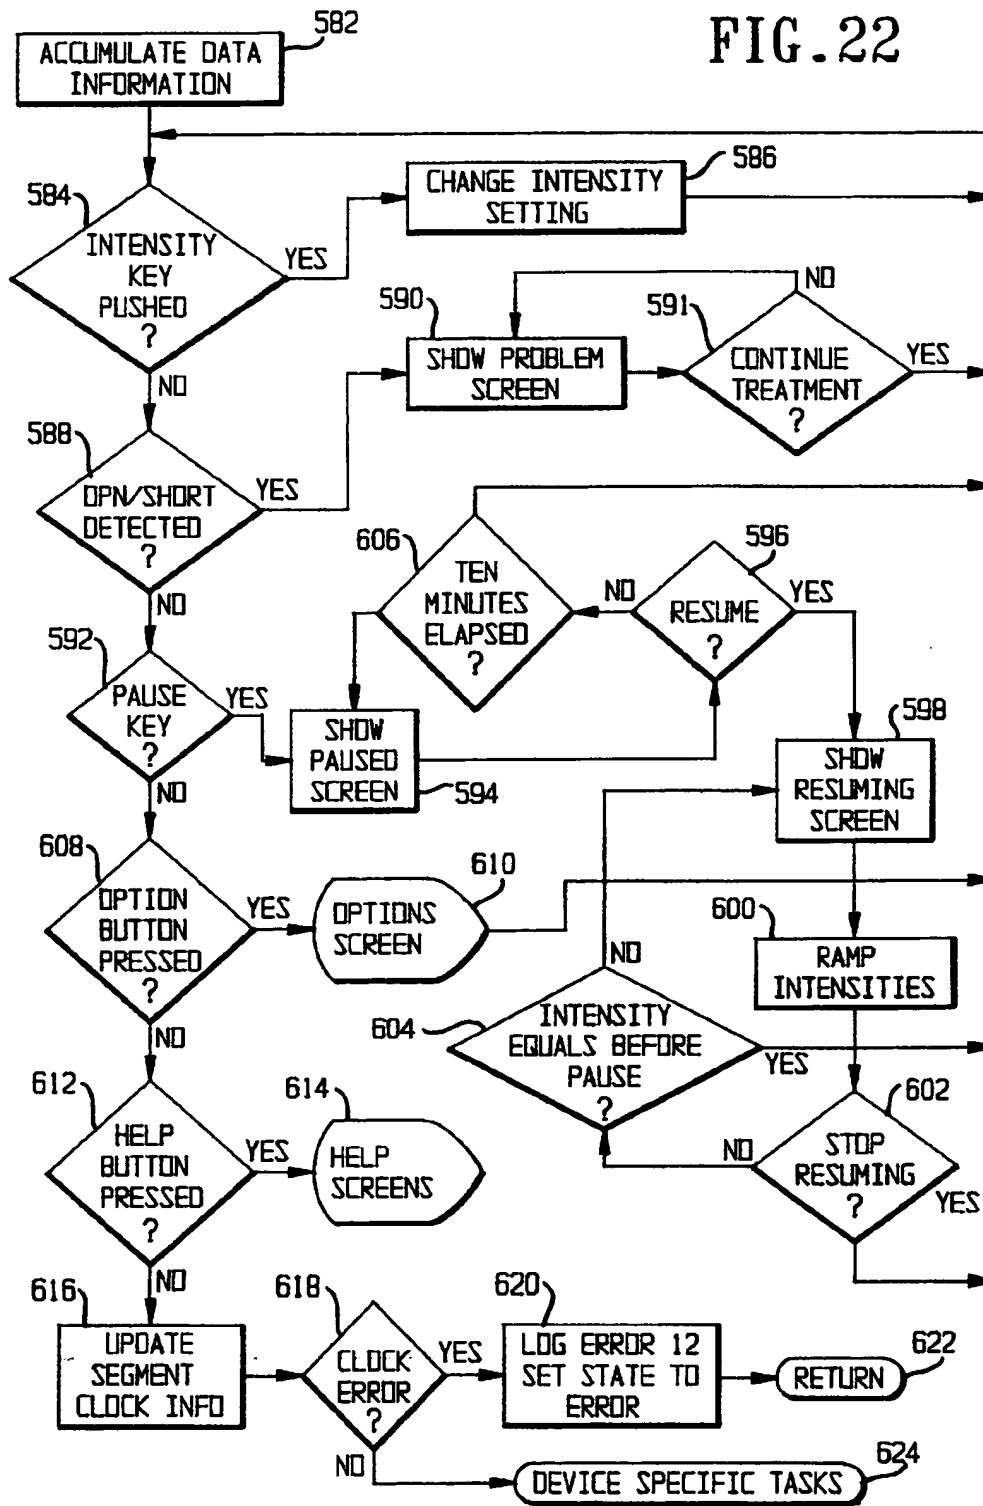 FIG.22
582
ACCUMULATE DATA
INFORMATION
584
INTENSITY
KEY
PUSHED
?
YES
NO
586
CHANGE INTENSITY
SETTING
588
OPN/SHORT
DETECTED
?
YES
NO
590
SHOW PROBLEM
SCREEN
591
CONTINUE
TREATMENT
?
NO
YES
592
PAUSE
KEY
?
YES
NO
SHOW
PAUSED
SCREEN
594
606
TEN
MINUTES
ELAPSED
?
596
RESUME
?
NO
YES
598
SHOW
RESUMING
SCREEN
600
RAMP
INTENSITIES
602
STOP
RESUMING
?
NO
YES
604
INTENSITY
EQUALS BEFORE
PAUSE
?
NO
YES
608
OPTION
BUTTON
PRESSED
?
YES
NO
610
OPTIONS
SCREEN
612
HELP
BUTTON
PRESSED
?
YES
NO
614
HELP
SCREENS
616
UPDATE
SEGMENT
CLOCK INFO
618
CLOCK
ERROR
?
YES
NO
620
LOG ERROR 12
SET STATE TO
ERROR
622
RETURN
624
DEVICE SPECIFIC TASKS